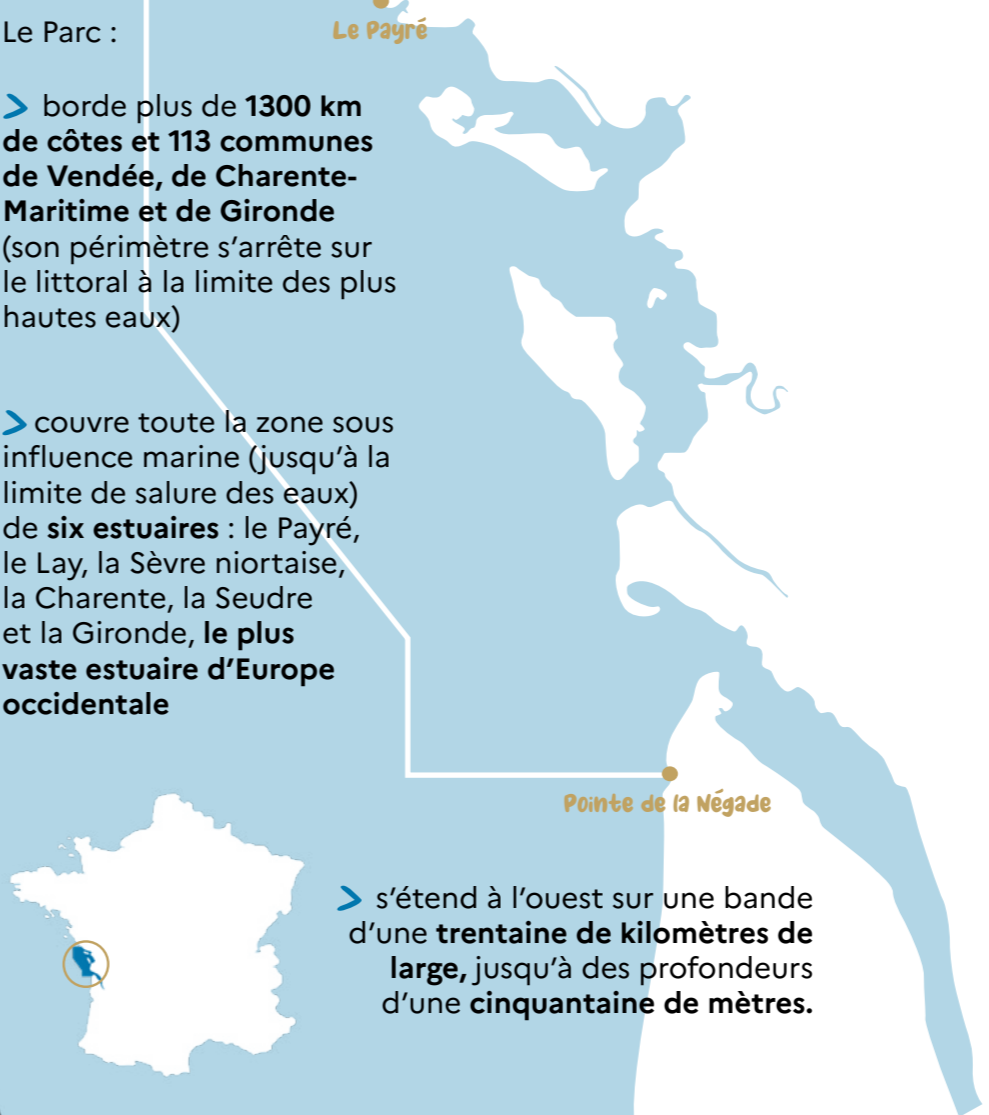 Le Payré
Le Parc :
> borde plus de 1300 km
de côtes et 113 communes
de Vendée, de Charente-
Maritime et de Gironde
(son périmètre s’arrête sur
le littoral à la limite des plus
hautes eaux)
> couvre toute la zone sous
influence marine (jusqu’à la
limite de salure des eaux)
de six estuaires : le Payré,
le Lay, la Sèvre niortaise,
la Charente, la Seudre
et la Gironde, le plus
vaste estuaire d’Europe
occidentale
Pointe de la Négade
> s’étend à l’ouest sur une bande
d’une trentaine de kilomètres de
large, jusqu’à des profondeurs
d’une cinquantaine de mètres.